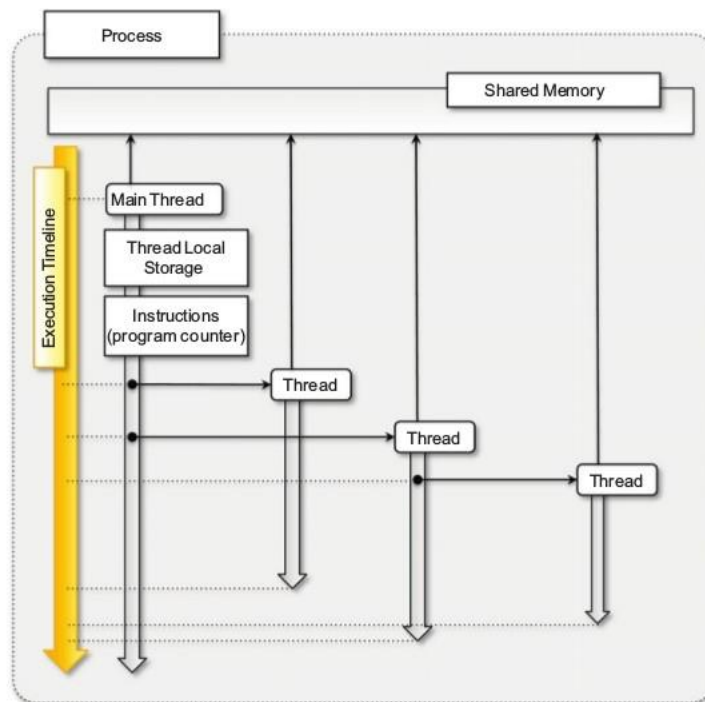 Process
Shared Memory
Execution Timeline
Main Thread
Thread Local
Storage
Instructions
(program counter)
Thread
Thread
Thread